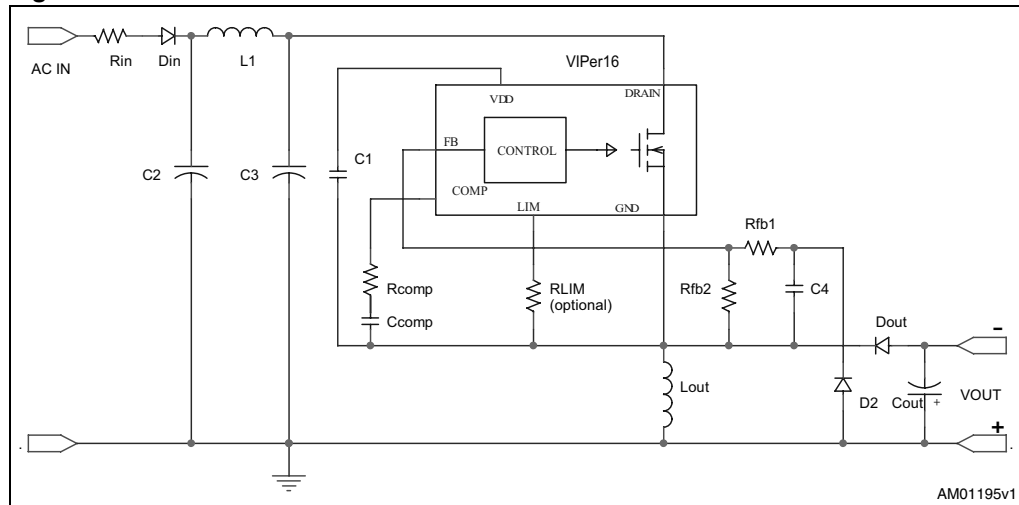 AC IN
Rin
Din
L1
VIPer16
VDD
DRAIN
FB
CONTROL
C1
C2
C3
COMP
LIM
GND
Rfb1
Rcomp
RLIM
(optional)
Rfb2
C4
Ccomp
Dout
-
Lout
D2
Cout
+
VOUT
+
AM01195v1